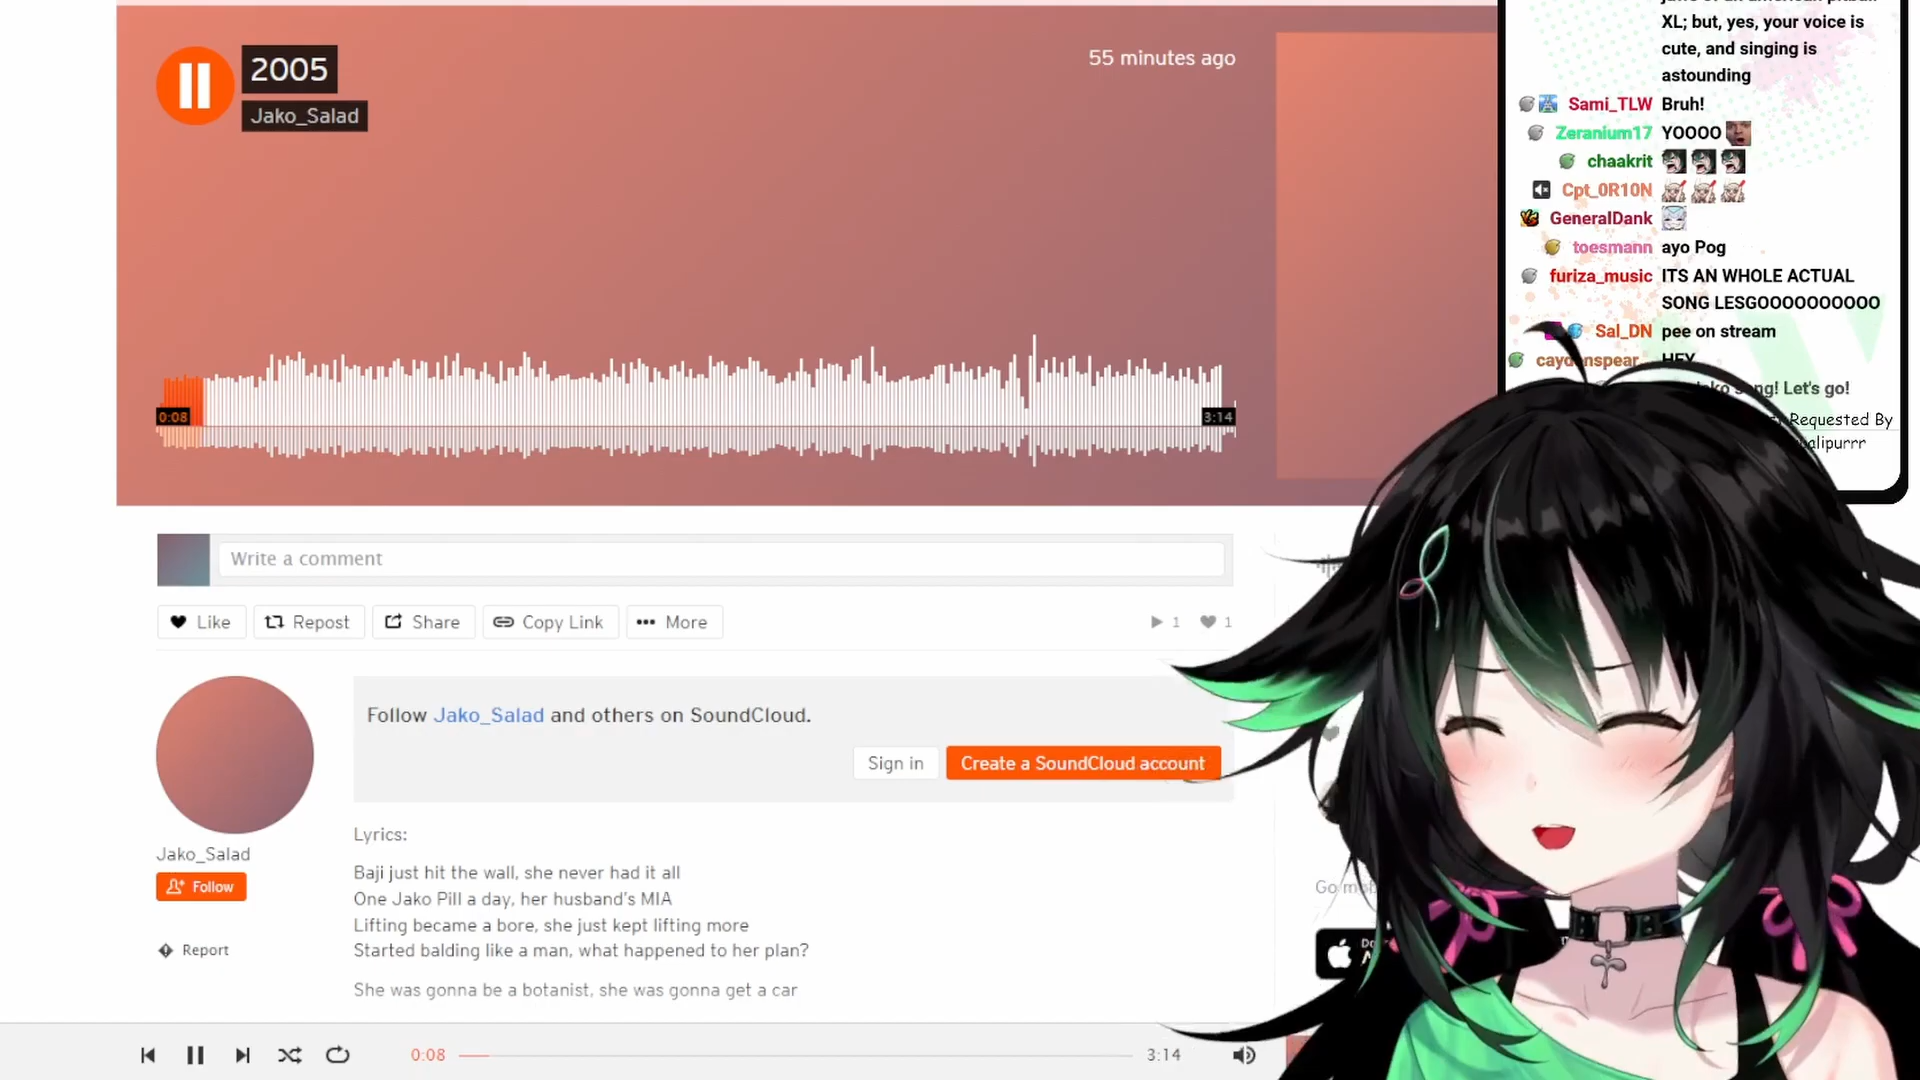 XL; but, yes, your voice is
cute, and singing is
astounding
2005
Jako_Salad
55 minutes ago
Sami_TLW Bruh!
Zeranium17 YOOOO
chaakrit
Cpt_0R10N
GeneralDank
toesmann ayo Pog
furiza_music ITS AN WHOLE ACTUAL
SONG LESGOOOOOOOOOO
Sal_DN pee on stream
HEY
song! Let's go!
Requested By
0:08
3:14
Write a comment
Like
Repost
Share
Copy Link
More
1
1
Follow Jako_Salad and others on SoundCloud.
Sign in
Create a SoundCloud account
Jako_Salad
Follow
Report
Lyrics:
Baji just hit the wall, she never had it all
One Jako Pill a day, her husband's MIA
Lifting became a bore, she just kept lifting more
Started balding like a man, what happened to her plan?
She was gonna be a botanist, she was gonna get a car
Go
0:08
3:14